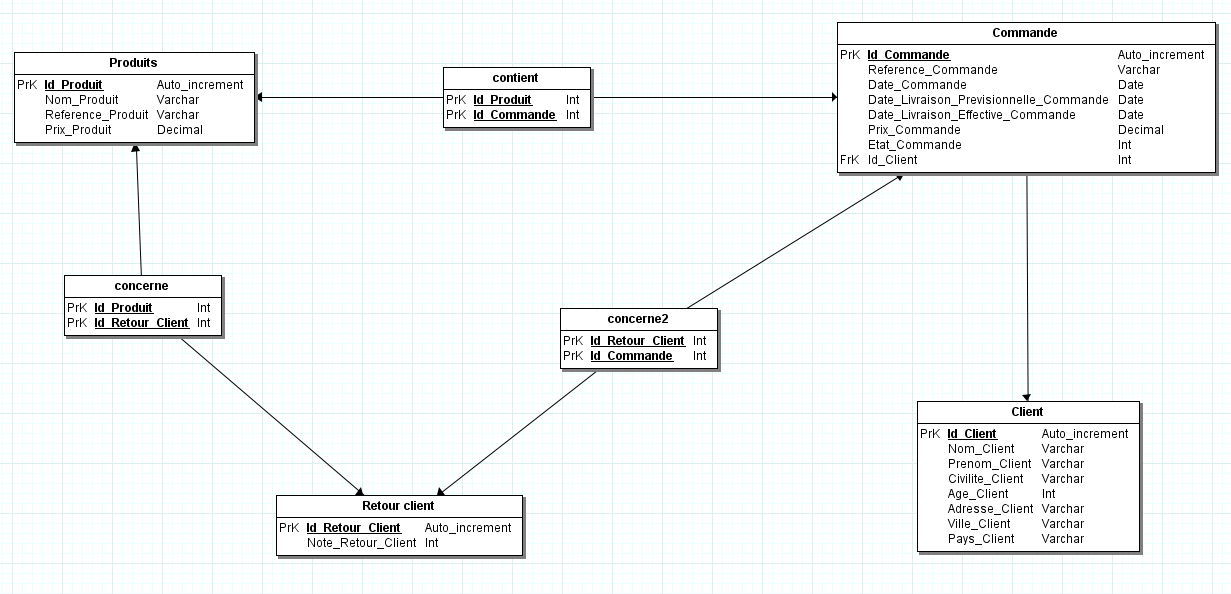 Produits
PrK Id_Produit Auto_increment
Nom_Produit Varchar
Reference_Produit Varchar
Prix_Produit Decimal
contient
PrK Id_Produit Int
PrK Id_Commande Int
Commande
PrK Id_Commande Auto_increment
Reference_Commande Varchar
Date_Commande Date
Date_Livraison_Previsionnelle_Commande Date
Date_Livraison_Effective_Commande Date
Prix_Commande Decimal
Etat_Commande Int
FrK Id_Client Int
concerne
PrK Id_Produit Int
PrK Id_Retour_Client Int
concerne2
PrK Id_Retour_Client Int
PrK Id_Commande Int
Retour client
PrK Id_Retour_Client Auto_increment
Note_Retour_Client Int
Client
PrK Id_Client Auto_increment
Nom_Client Varchar
Prenom_Client Varchar
Civilite_Client Varchar
Age_Client Int
Adresse_Client Varchar
Ville_Client Varchar
Pays_Client Varchar